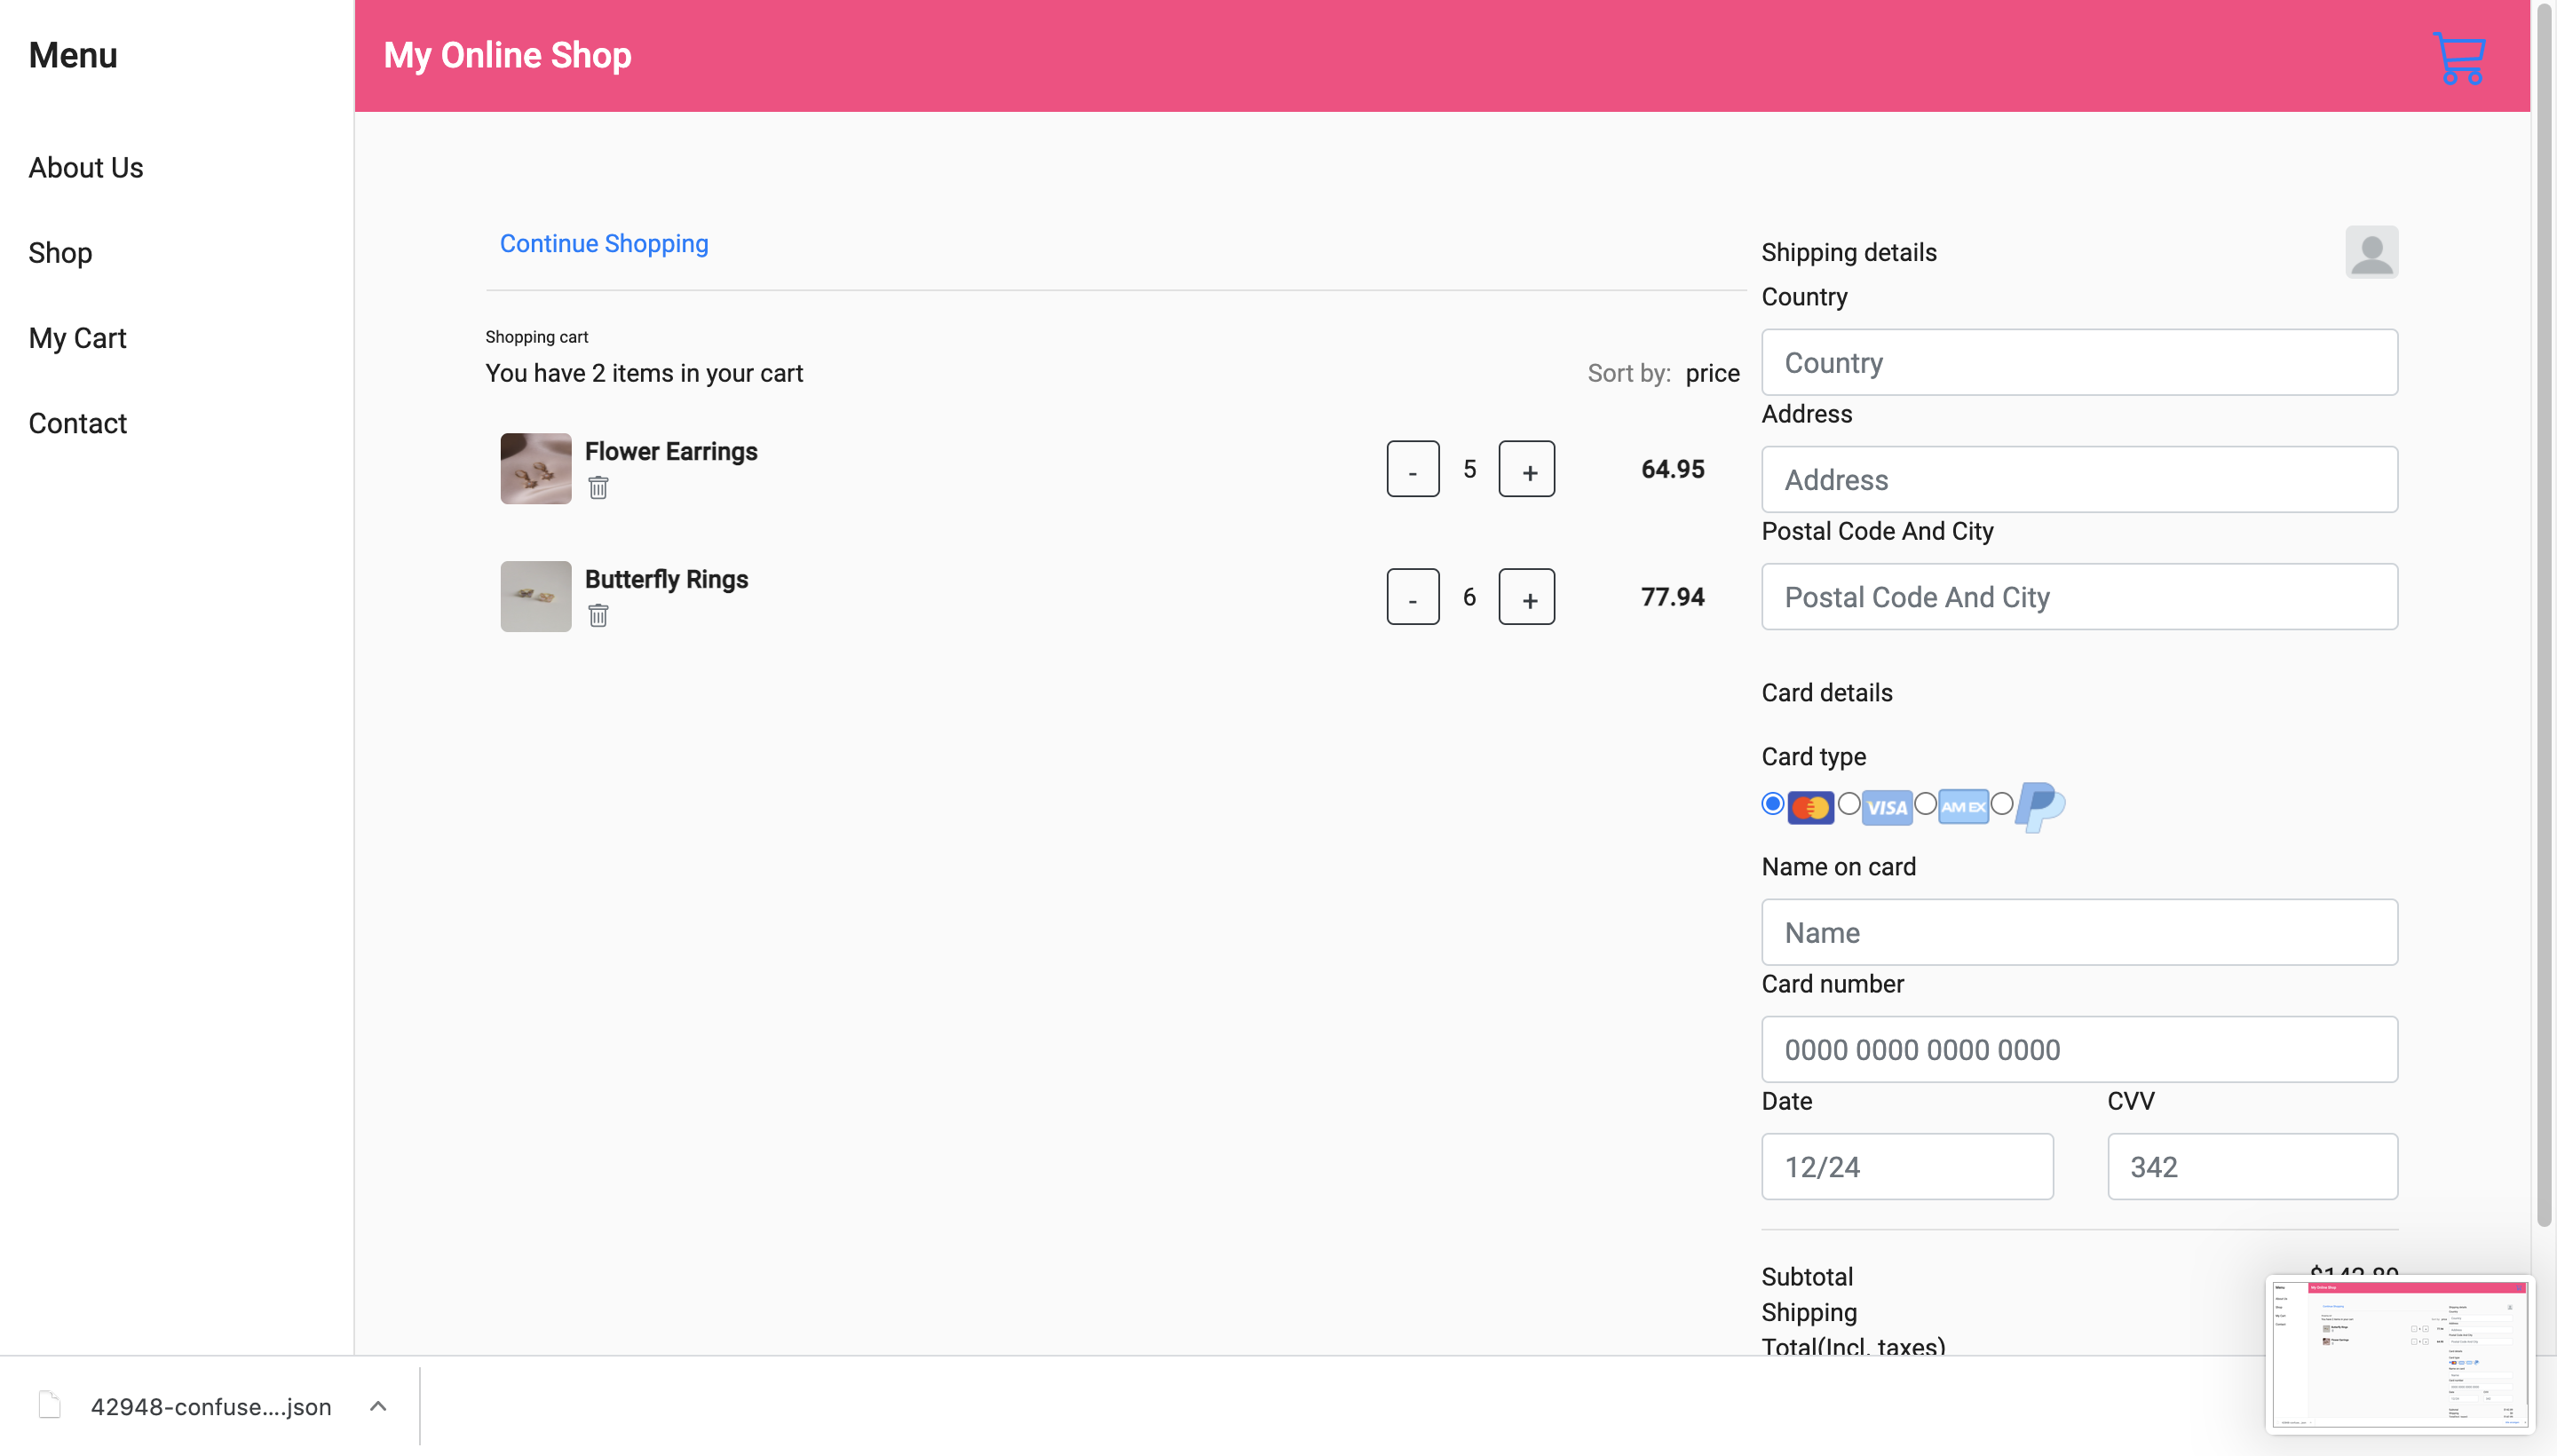 Menu
My Online Shop
About Us
Shop
My Cart
Contact
Continue Shopping
Shopping cart
You have 2 items in your cart
Sort by: price
Flower Earrings
- 5 + 64.95
Butterfly Rings
- 6 + 77.94
Shipping details
Country
Country
Address
Address
Postal Code And City
Postal Code And City
Card details
Card type
VISA AM EX
Name on card
Name
Card number
0000 0000 0000 0000
Date CVV
12/24 342
Subtotal
Shipping
Total(Incl. taxes)
42948-confuse....json